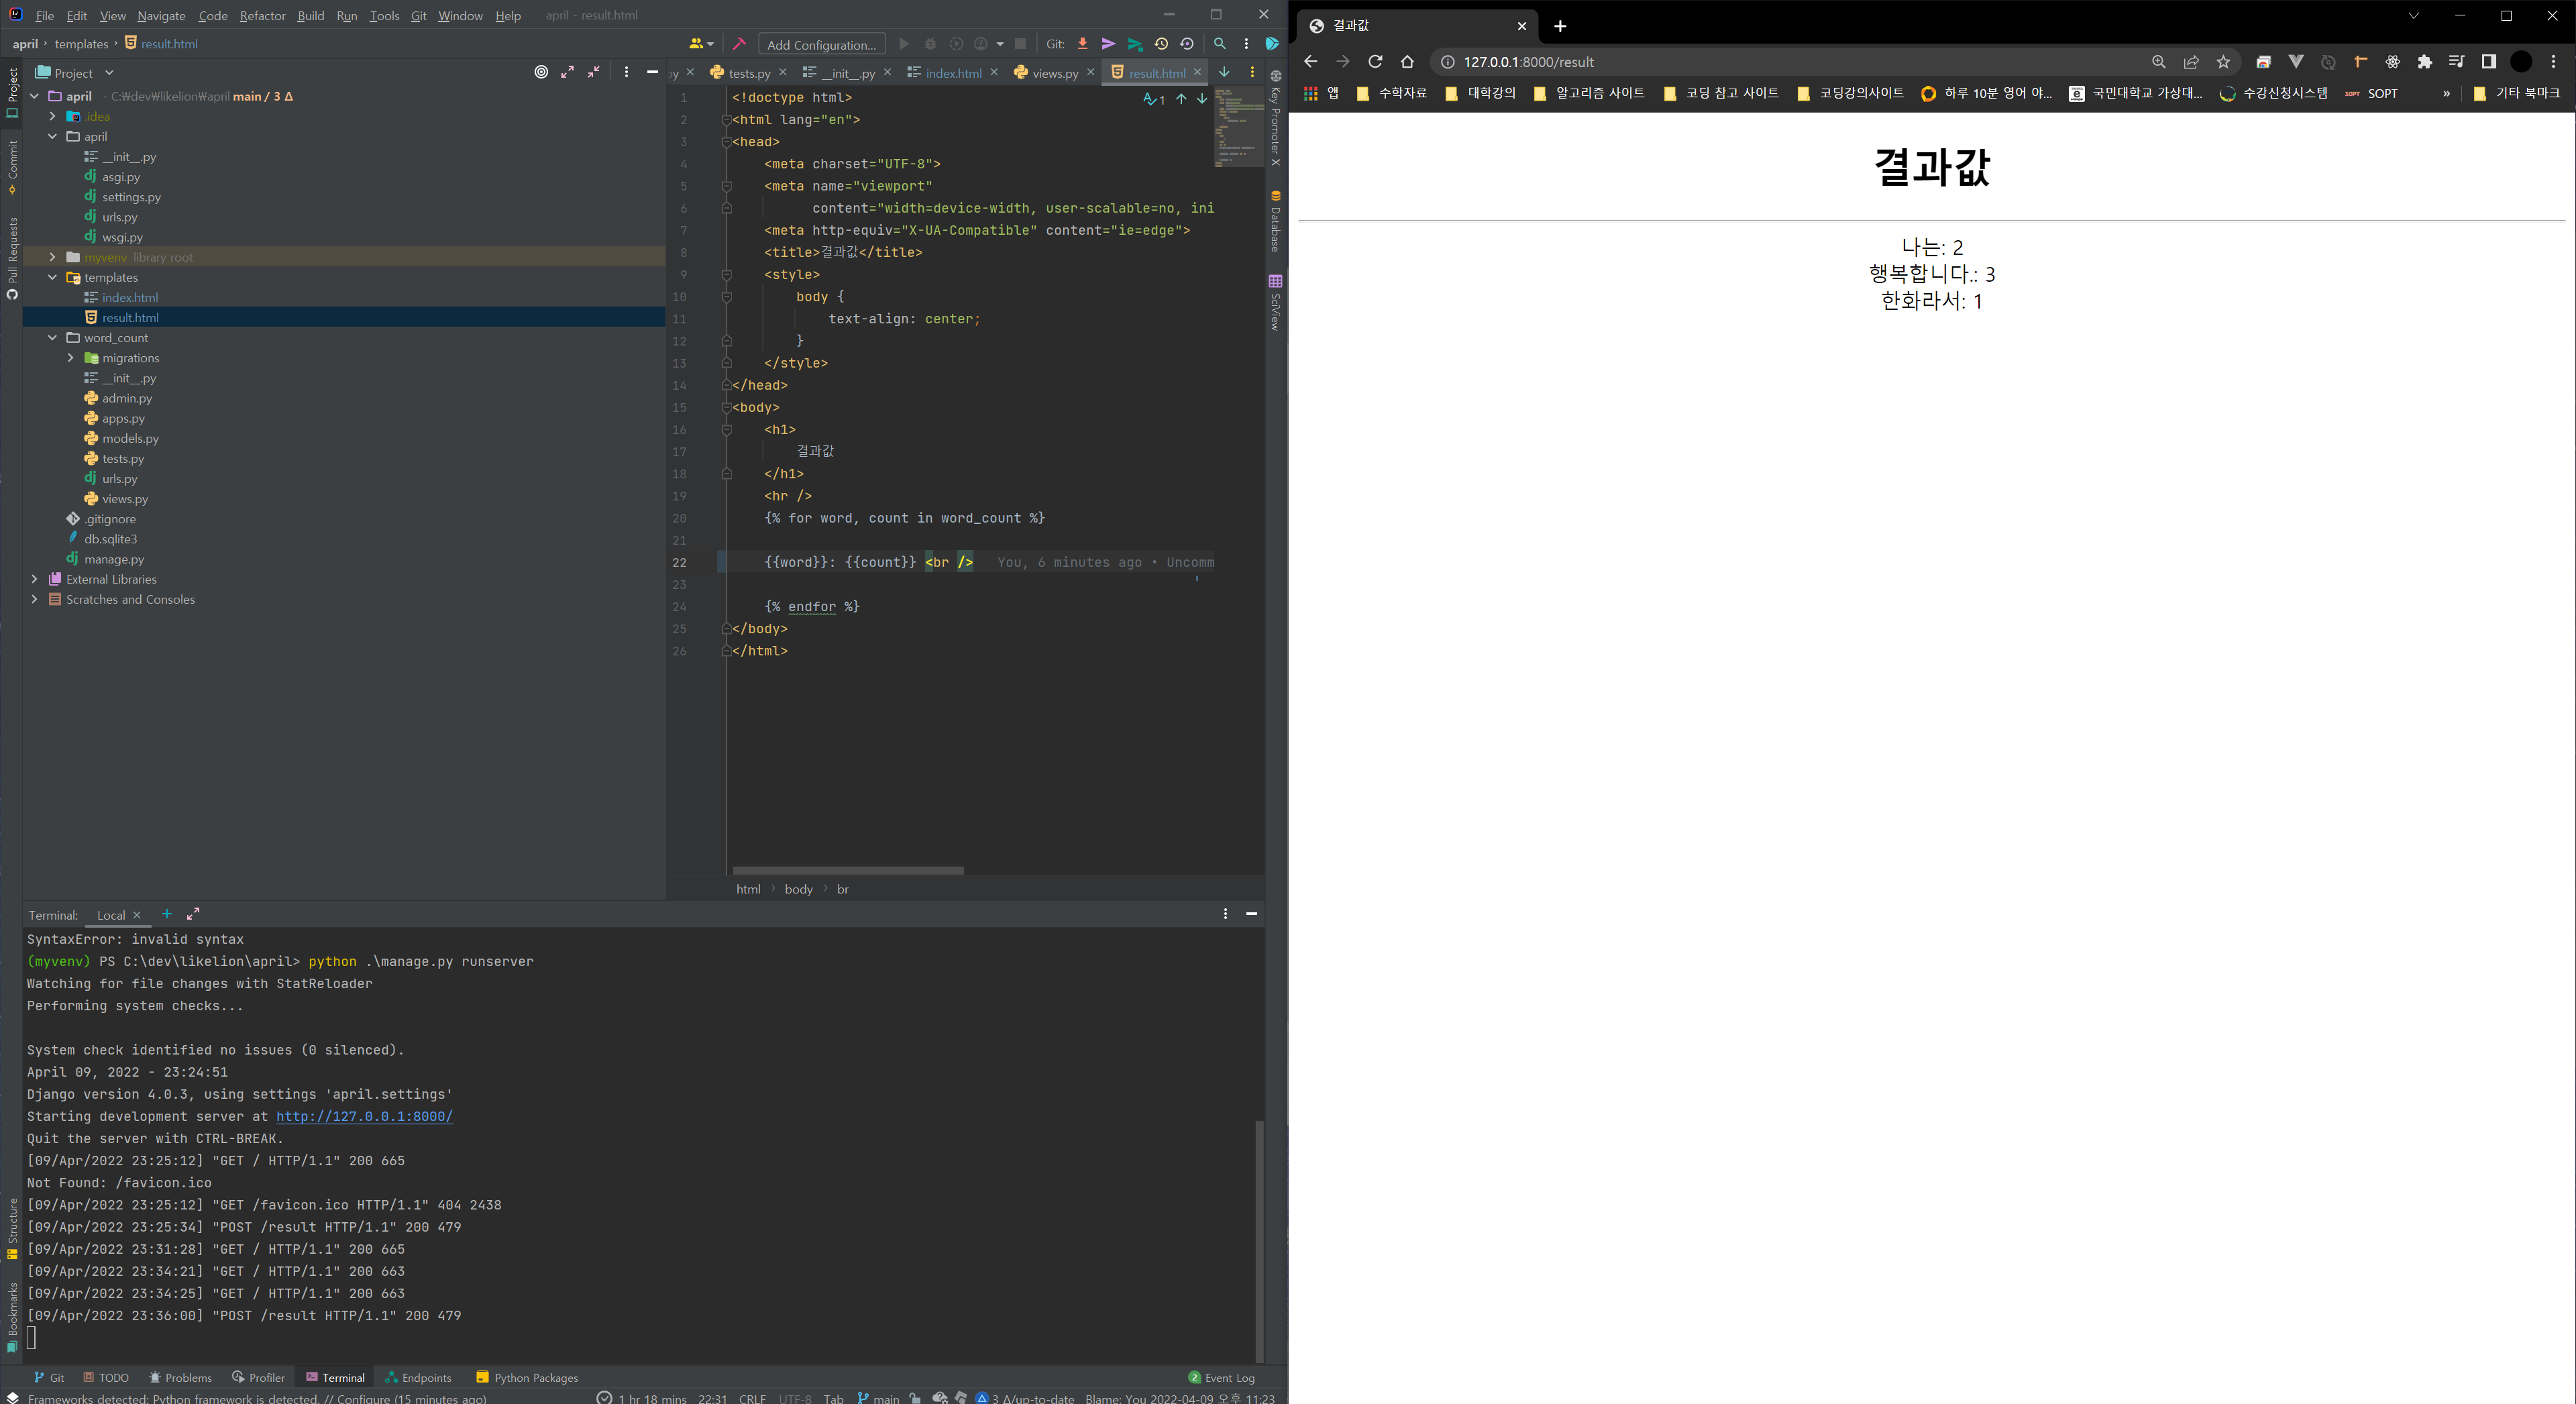 File Edit View Navigate Code Refactor Build Run Tools Git Window Help april - result.html
april › templates › result.html
Add Configuration... Git:
Project
april - C:₩dev₩likelion₩april main / 3 Δ
.idea
april
__init__.py
asgi.py
settings.py
urls.py
wsgi.py
myvenv library root
templates
index.html
result.html
word_count
migrations
__init__.py
admin.py
apps.py
models.py
tests.py
urls.py
views.py
.gitignore
db.sqlite3
manage.py
External Libraries
Scratches and Consoles
Project
Commit
Pull Requests
Structure
Bookmarks
py tests.py __init__.py index.html views.py result.html
1
1 <!doctype html>
2 <html lang="en">
3 <head>
4 <meta charset="UTF-8">
5 <meta name="viewport"
6 content="width=device-width, user-scalable=no, ini
7 <meta http-equiv="X-UA-Compatible" content="ie=edge">
8 <title>결과값</title>
9 <style>
10 body {
11 text-align: center;
12 }
13 </style>
14 </head>
15 <body>
16 <h1>
17 결과값
18 </h1>
19 <hr />
20 {% for word, count in word_count %}
21
22 {{word}}: {{count}} <br /> You, 6 minutes ago • Uncomm
23
24 {% endfor %}
25 </body>
26 </html>
html › body › br
Key Promoter X
Database
SciView
Terminal: Local
SyntaxError: invalid syntax
(myvenv) PS C:\dev\likelion\april> python .\manage.py runserver
Watching for file changes with StatReloader
Performing system checks...
System check identified no issues (0 silenced).
April 09, 2022 - 23:24:51
Django version 4.0.3, using settings 'april.settings'
Starting development server at http://127.0.0.1:8000/
Quit the server with CTRL-BREAK.
[09/Apr/2022 23:25:12] "GET / HTTP/1.1" 200 665
Not Found: /favicon.ico
[09/Apr/2022 23:25:12] "GET /favicon.ico HTTP/1.1" 404 2438
[09/Apr/2022 23:25:34] "POST /result HTTP/1.1" 200 479
[09/Apr/2022 23:31:28] "GET / HTTP/1.1" 200 665
[09/Apr/2022 23:34:21] "GET / HTTP/1.1" 200 663
[09/Apr/2022 23:34:25] "GET / HTTP/1.1" 200 663
[09/Apr/2022 23:36:00] "POST /result HTTP/1.1" 200 479
Git TODO Problems Profiler Terminal Endpoints Python Packages 2 Event Log
Frameworks detected: Python framework is detected. // Configure (15 minutes ago) 1 hr 18 mins 22:31 CRLF UTF-8 Tab main 3 Δ/up-to-date Blame: You 2022-04-09 오후 11:23
결과값
127.0.0.1:8000/result
앱 수학자료 대학강의 알고리즘 사이트 코딩 참고 사이트 코딩강의사이트 하루 10분 영어 야... 국민대학교 가상대... 수강신청시스템 SOPT SOPT » 기타 북마크
결과값
나는: 2
행복합니다.: 3
한화라서: 1